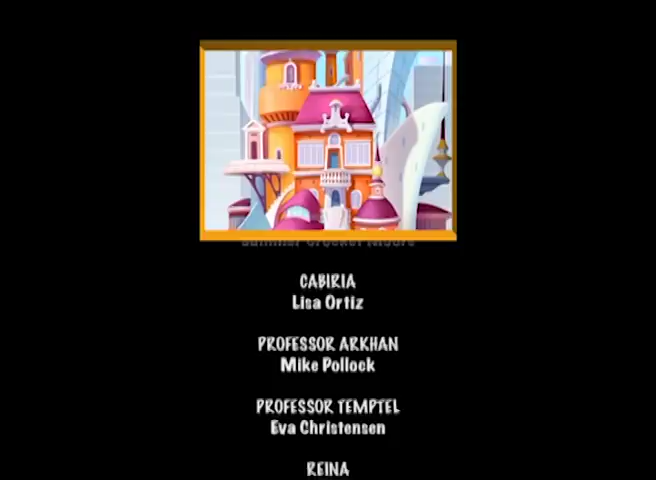 CABIRIA
Lisa Ortiz
PROFESSOR ARKHAN
Mike Pollock
PROFESSOR TEMPTEL
Eva Christensen
REINA